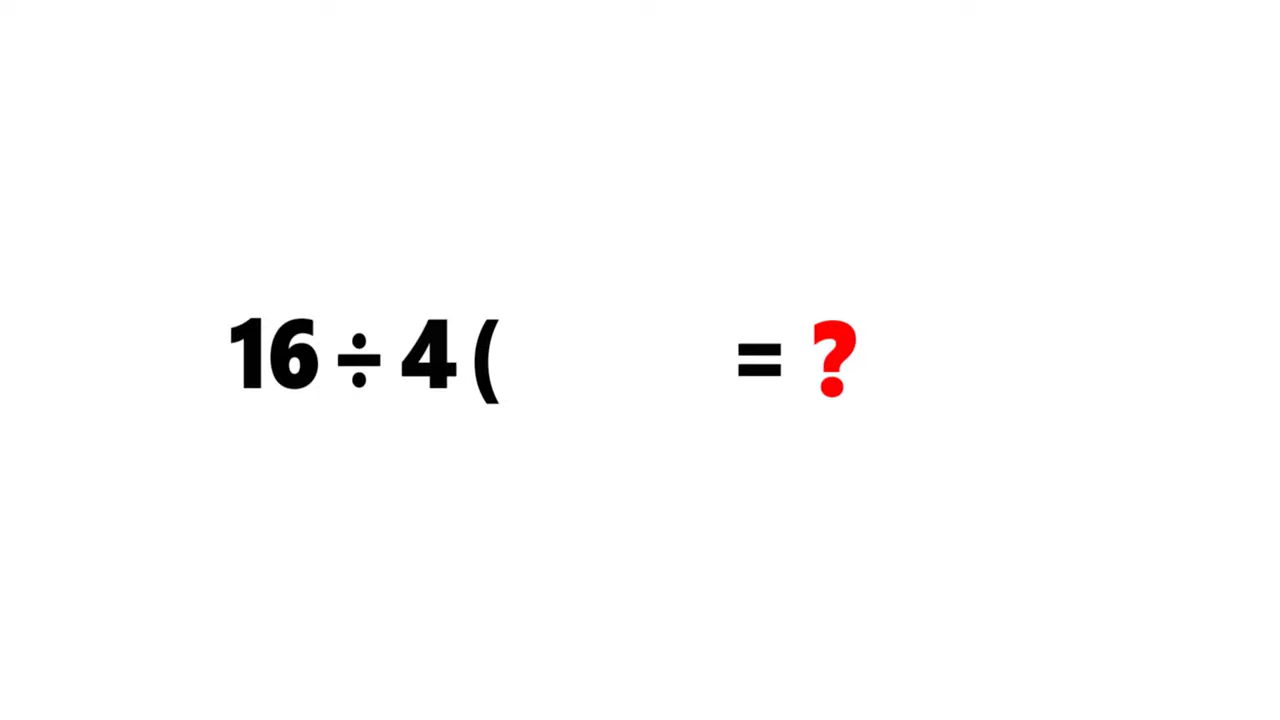 16 ÷ 4 ( = ?